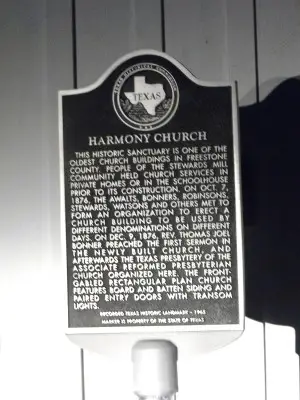 TEXAS HISTORICAL COMMISSION
TEXAS
HARMONY CHURCH
THIS HISTORIC SANCTUARY IS ONE OF THE
OLDEST CHURCH BUILDINGS IN FREESTONE
COUNTY. PEOPLE OF THE STEWARDS MILL
COMMUNITY HELD CHURCH SERVICES IN
PRIVATE HOMES OR IN THE SCHOOLHOUSE
PRIOR TO ITS CONSTRUCTION. ON OCT. 7,
1876, THE AWALTS, BONNERS, ROBINSONS,
STEWARDS, WATSONS AND OTHERS MET TO
FORM AN ORGANIZATION TO ERECT A
CHURCH BUILDING TO BE USED BY
DIFFERENT DENOMINATIONS ON DIFFERENT
DAYS. ON DEC. 9, 1876, REV. THOMAS JOEL
BONNER PREACHED THE FIRST SERMON IN
THE NEWLY BUILT CHURCH, AND
AFTERWARDS THE TEXAS PRESBYTERY OF THE
ASSOCIATE REFORMED PRESBYTERIAN
CHURCH ORGANIZED HERE. THE FRONT-
GABLED RECTANGULAR PLAN CHURCH
FEATURES BOARD AND BATTEN SIDING AND
PAIRED ENTRY DOORS WITH TRANSOM
LIGHTS.
RECORDED TEXAS HISTORIC LANDMARK - 1965
MARKER IS PROPERTY OF THE STATE OF TEXAS